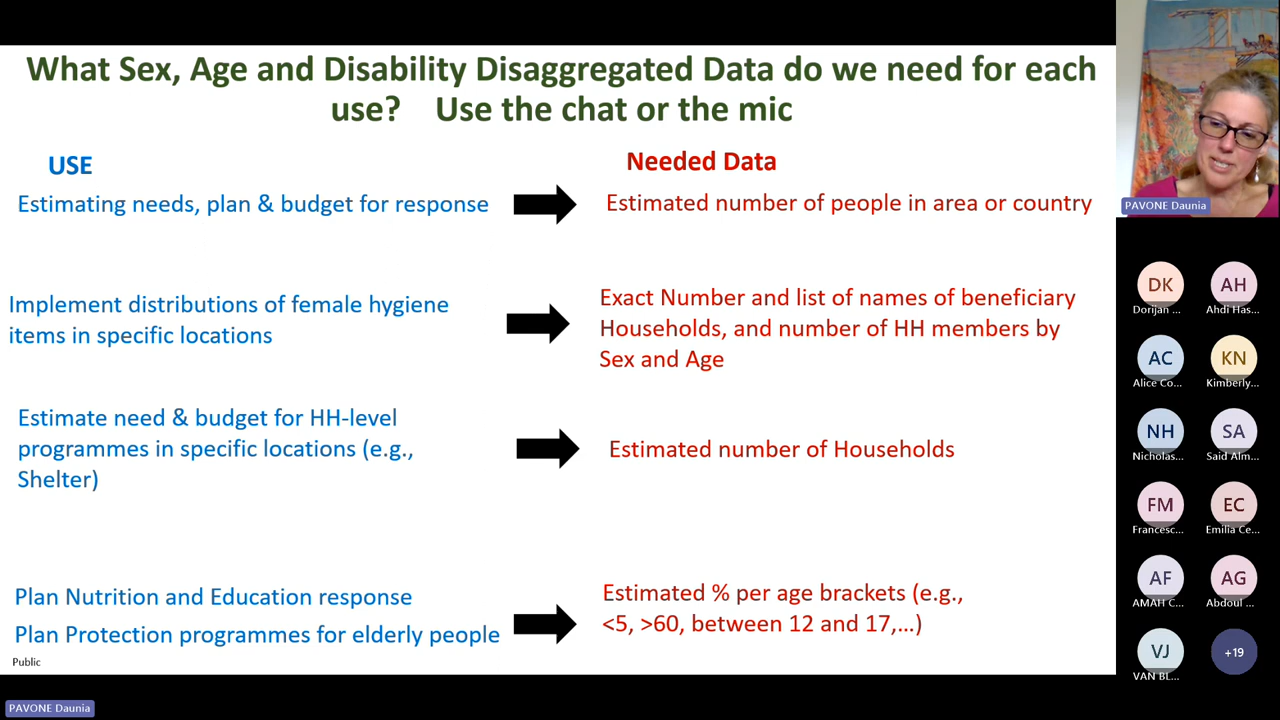 What Sex, Age and Disability Disaggregated Data do we need for each
use? Use the chat or the mic
USE
Needed Data
Estimating needs, plan & budget for response
Estimated number of people in area or country
Implement distributions of female hygiene
items in specific locations
Exact Number and list of names of beneficiary
Households, and number of HH members by
Sex and Age
Estimate need & budget for HH-level
programmes in specific locations (e.g.,
Shelter)
Estimated number of Households
Plan Nutrition and Education response
Plan Protection programmes for elderly people
Estimated % per age brackets (e.g.,
<5, >60, between 12 and 17,...)
Public
PAVONE Daunia
PAVONE Daunia
DK
Dorijan ...
AH
Ahdi Has...
AC
Alice Co...
KN
Kimberly...
NH
Nicholas...
SA
Said Alm...
FM
Francesc...
EC
Emilia Ce...
AF
AMAH C...
AG
Abdoul ...
VJ
VAN BL...
+19